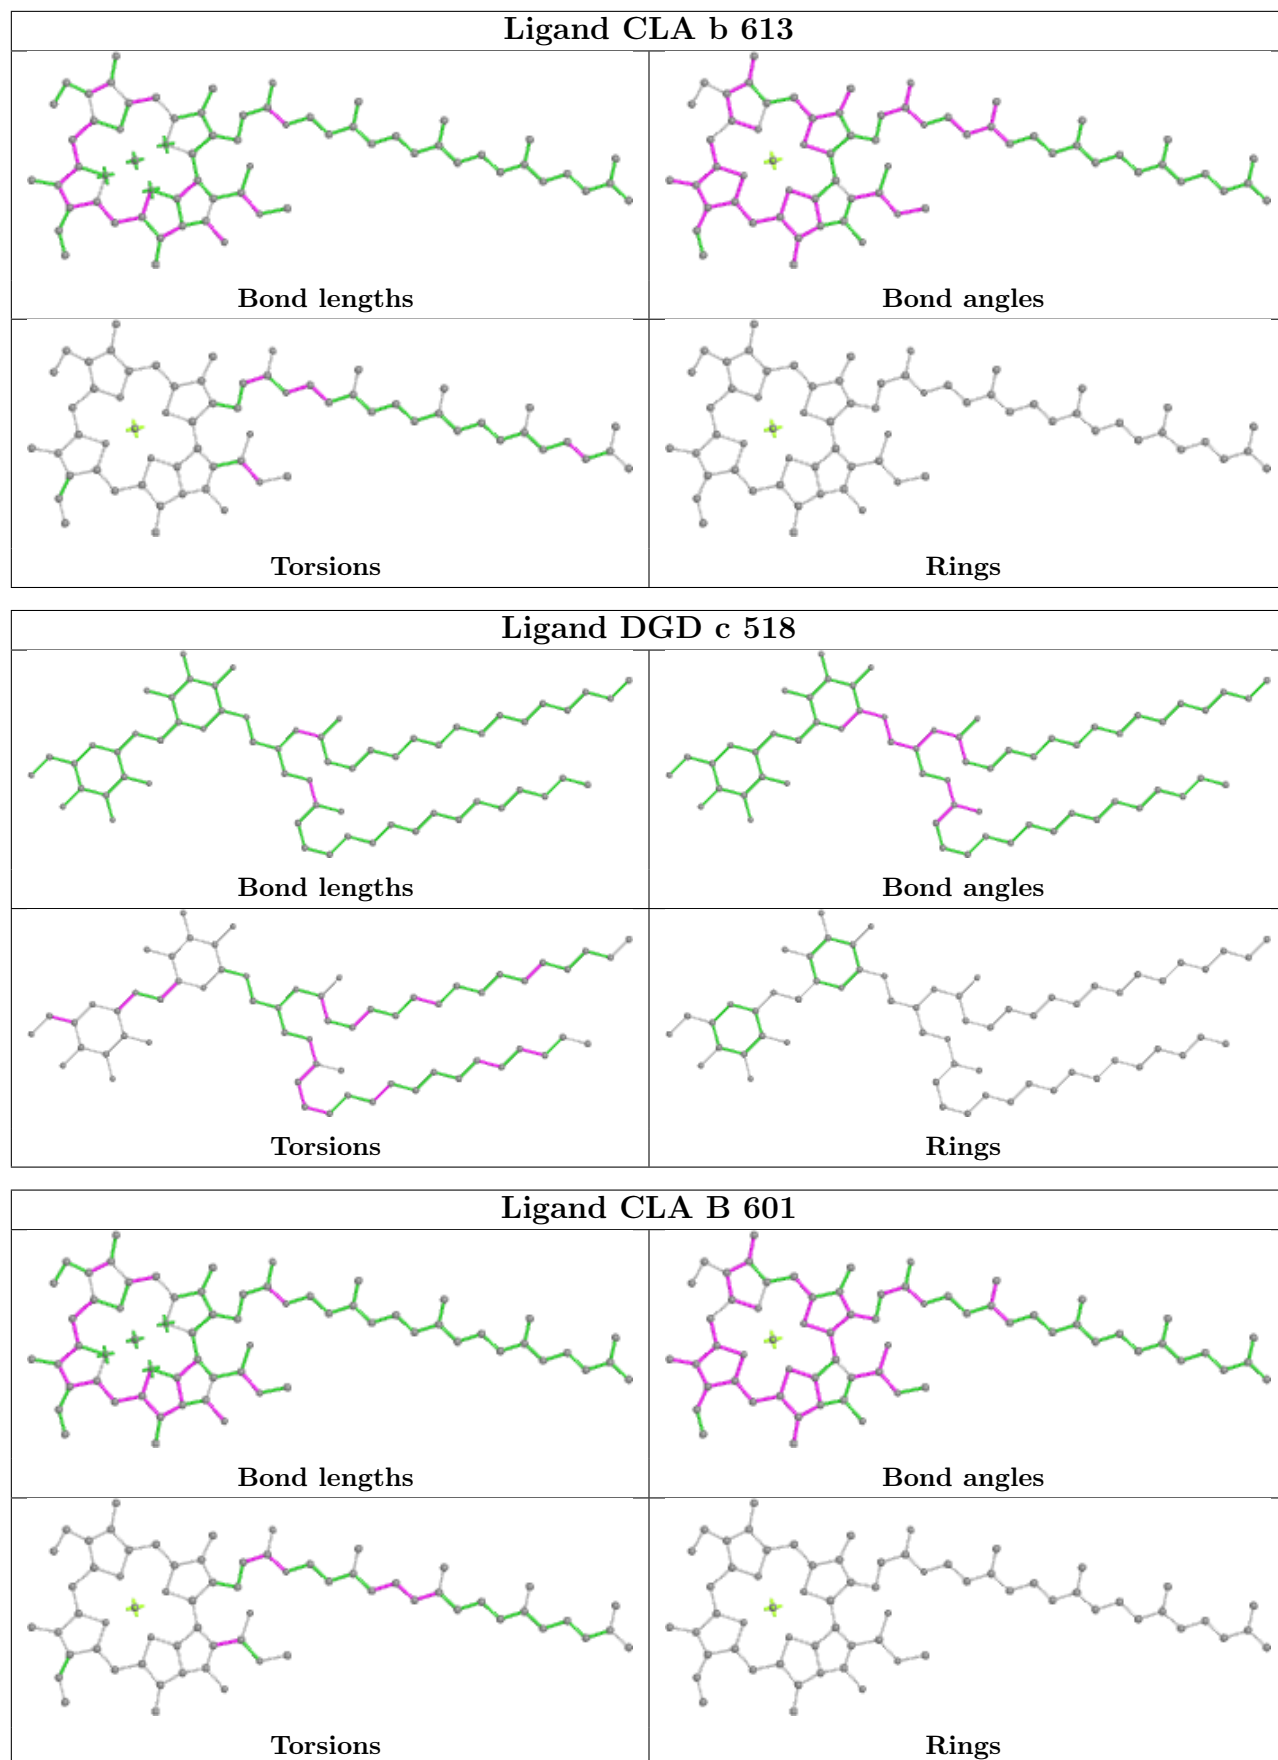 Ligand CLA b 613
Bond lengths
Bond angles
Torsions
Rings
Ligand DGD c 518
Bond lengths
Bond angles
Torsions
Rings
Ligand CLA B 601
Bond lengths
Bond angles
Torsions
Rings